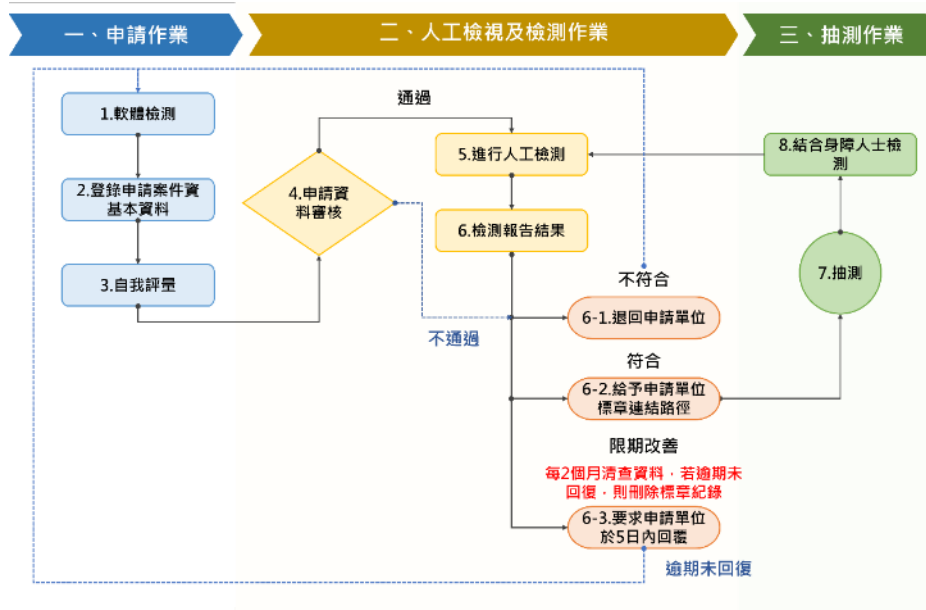 一、申請作業
二、人工檢視及檢測作業
三、抽測作業
1.軟體檢測
2.登錄申請案件資
基本資料
3.自我評量
4.申請資
料審核
通過
不通過
5.進行人工檢測
6.檢測報告結果
不符合
6-1.退回申請單位
符合
6-2.給予申請單位
標章連結路徑
限期改善
每2個月清查資料，若逾期未
回復，則刪除標章紀錄
6-3.要求申請單位
於5日內回覆
逾期未回復
7.抽測
8.結合身障人士檢
測